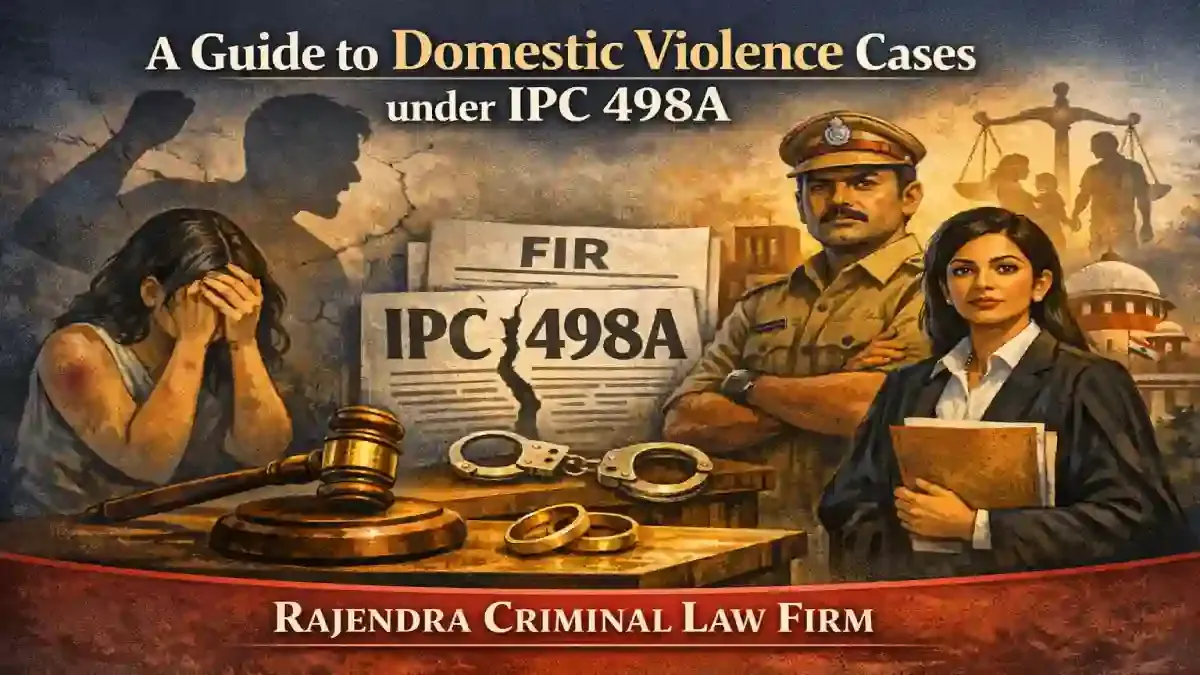 A Guide to Domestic Violence Cases
under IPC 498A
FIR
IPC 498A
RAJENDRA CRIMINAL LAW FIRM